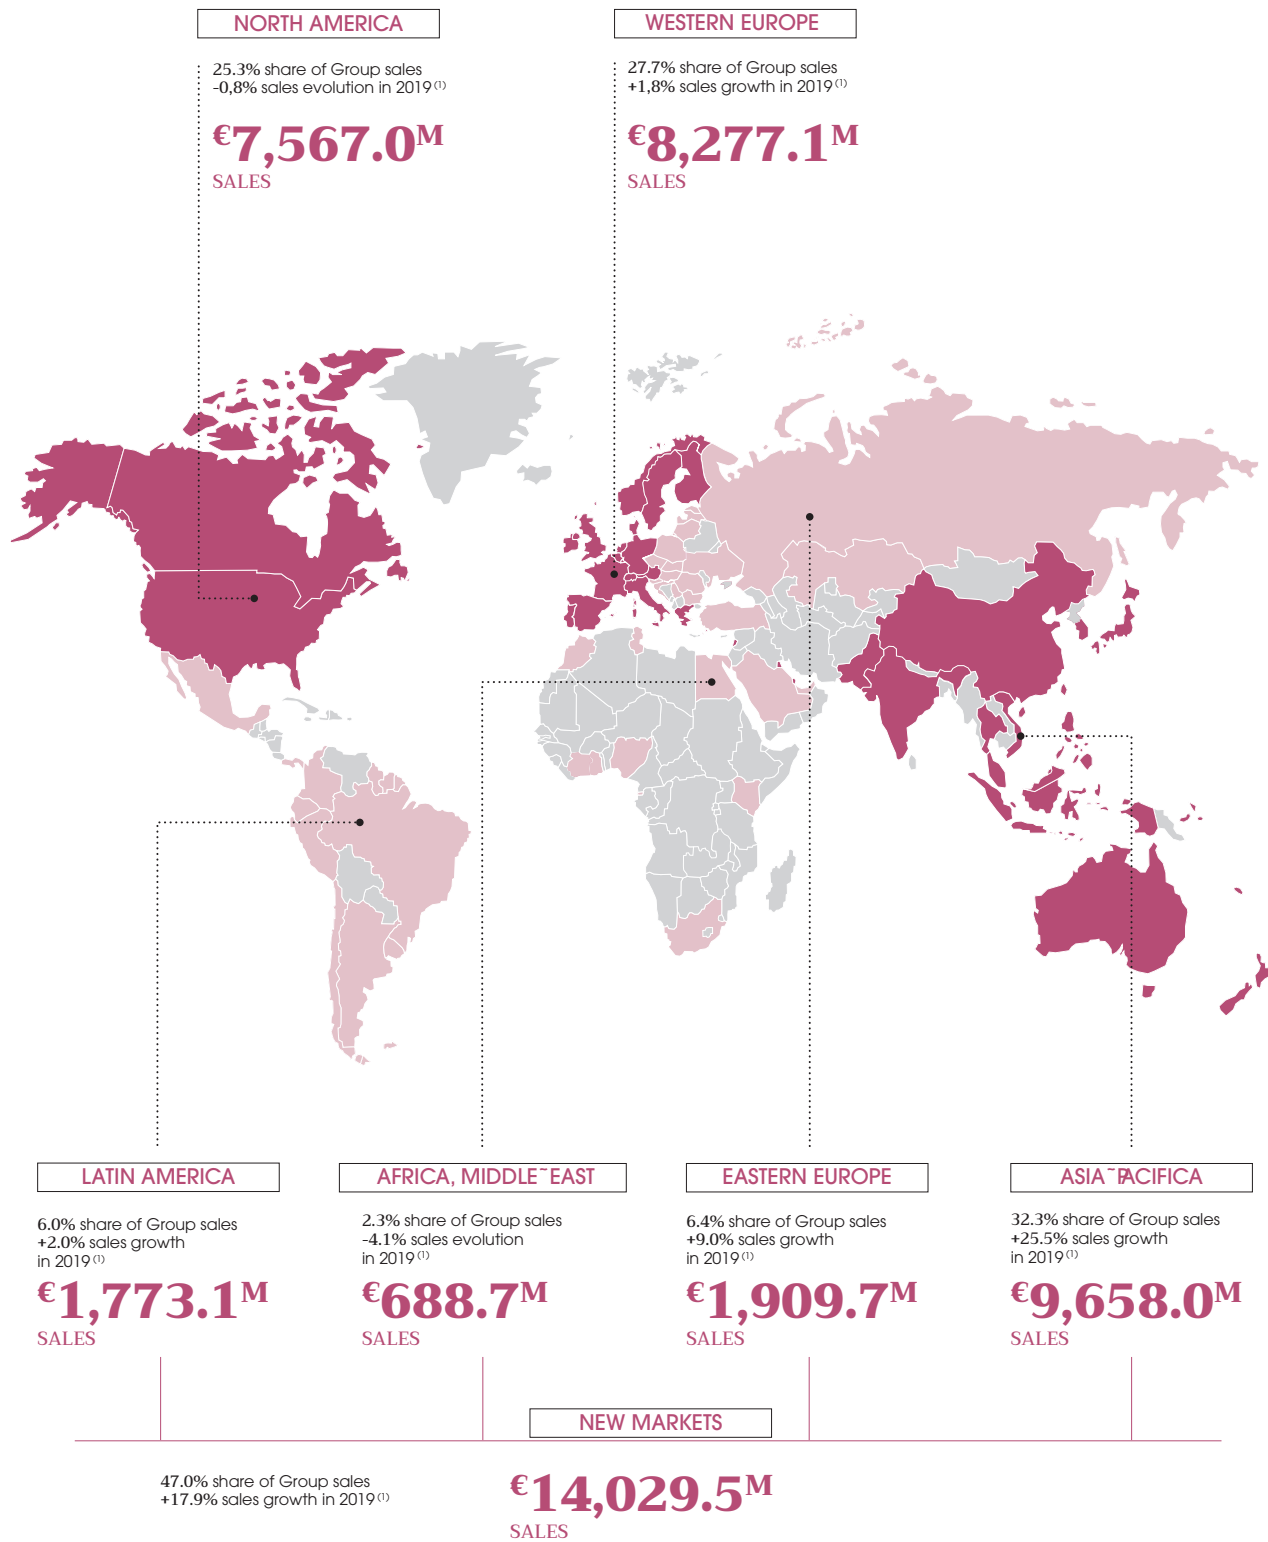 NORTH AMERICA
25.3% share of Group sales
-0,8% sales evolution in 2019 (1)
€7,567.0M
SALES
WESTERN EUROPE
27.7% share of Group sales
+1,8% sales growth in 2019 (1)
€8,277.1M
SALES
LATIN AMERICA
6.0% share of Group sales
+2.0% sales growth
in 2019 (1)
€1,773.1M
SALES
AFRICA, MIDDLE˜EAST
2.3% share of Group sales
-4.1% sales evolution
in 2019 (1)
€688.7M
SALES
EASTERN EUROPE
6.4% share of Group sales
+9.0% sales growth
in 2019 (1)
€1,909.7M
SALES
ASIA˜PACIFICA
32.3% share of Group sales
+25.5% sales growth
in 2019 (1)
€9,658.0M
SALES
NEW MARKETS
47.0% share of Group sales
+17.9% sales growth in 2019 (1)
€14,029.5M
SALES